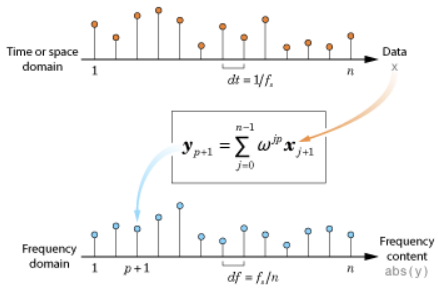 Time or space domain
Data
x
1
n
dt = 1/fₛ
n−1
yₚ₊₁ = ∑ ωʲᵖ xⱼ₊₁
j=0
Frequency domain
Frequency content
abs(y)
1
p+1
df = fₛ/n
n